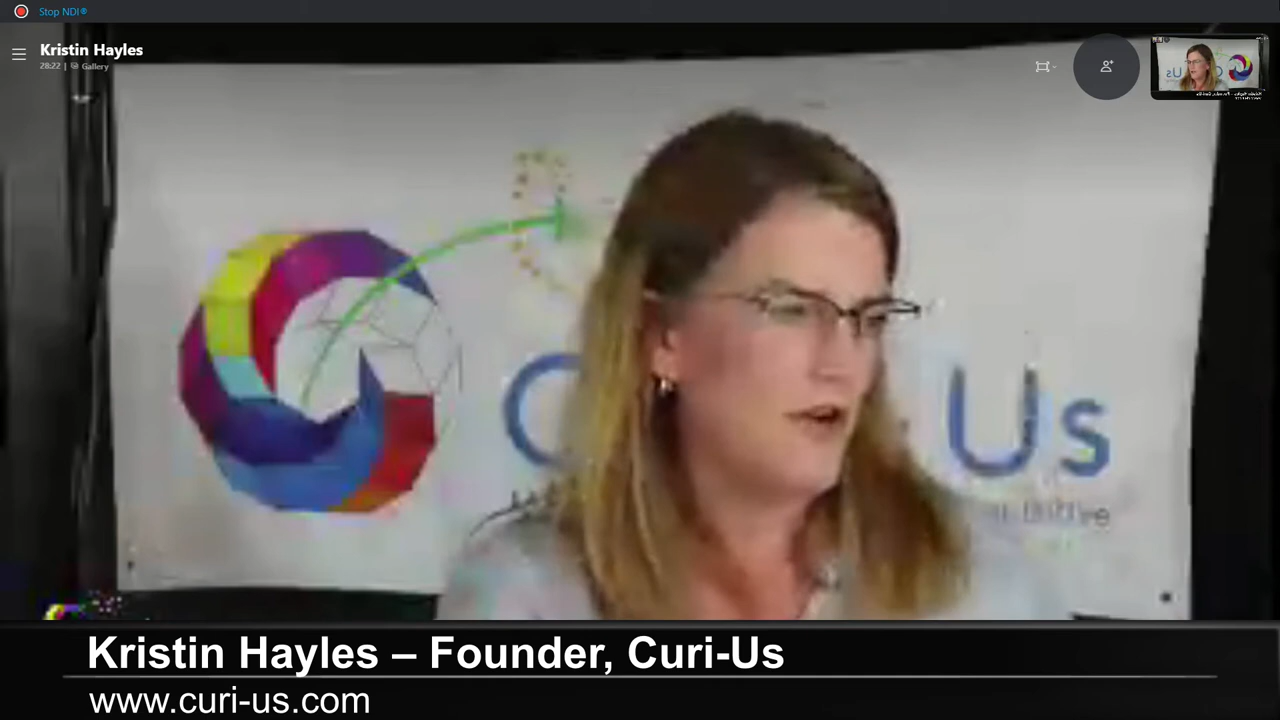 Stop NDI®
Kristin Hayles
28:22 | Gallery
Us
Kristin Hayles – Founder, Curi-Us
www.curi-us.com